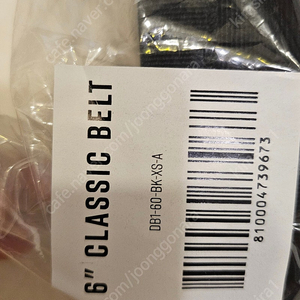 6" CLASSIC BELT
DB1-60-BK-XS-A
810004739673